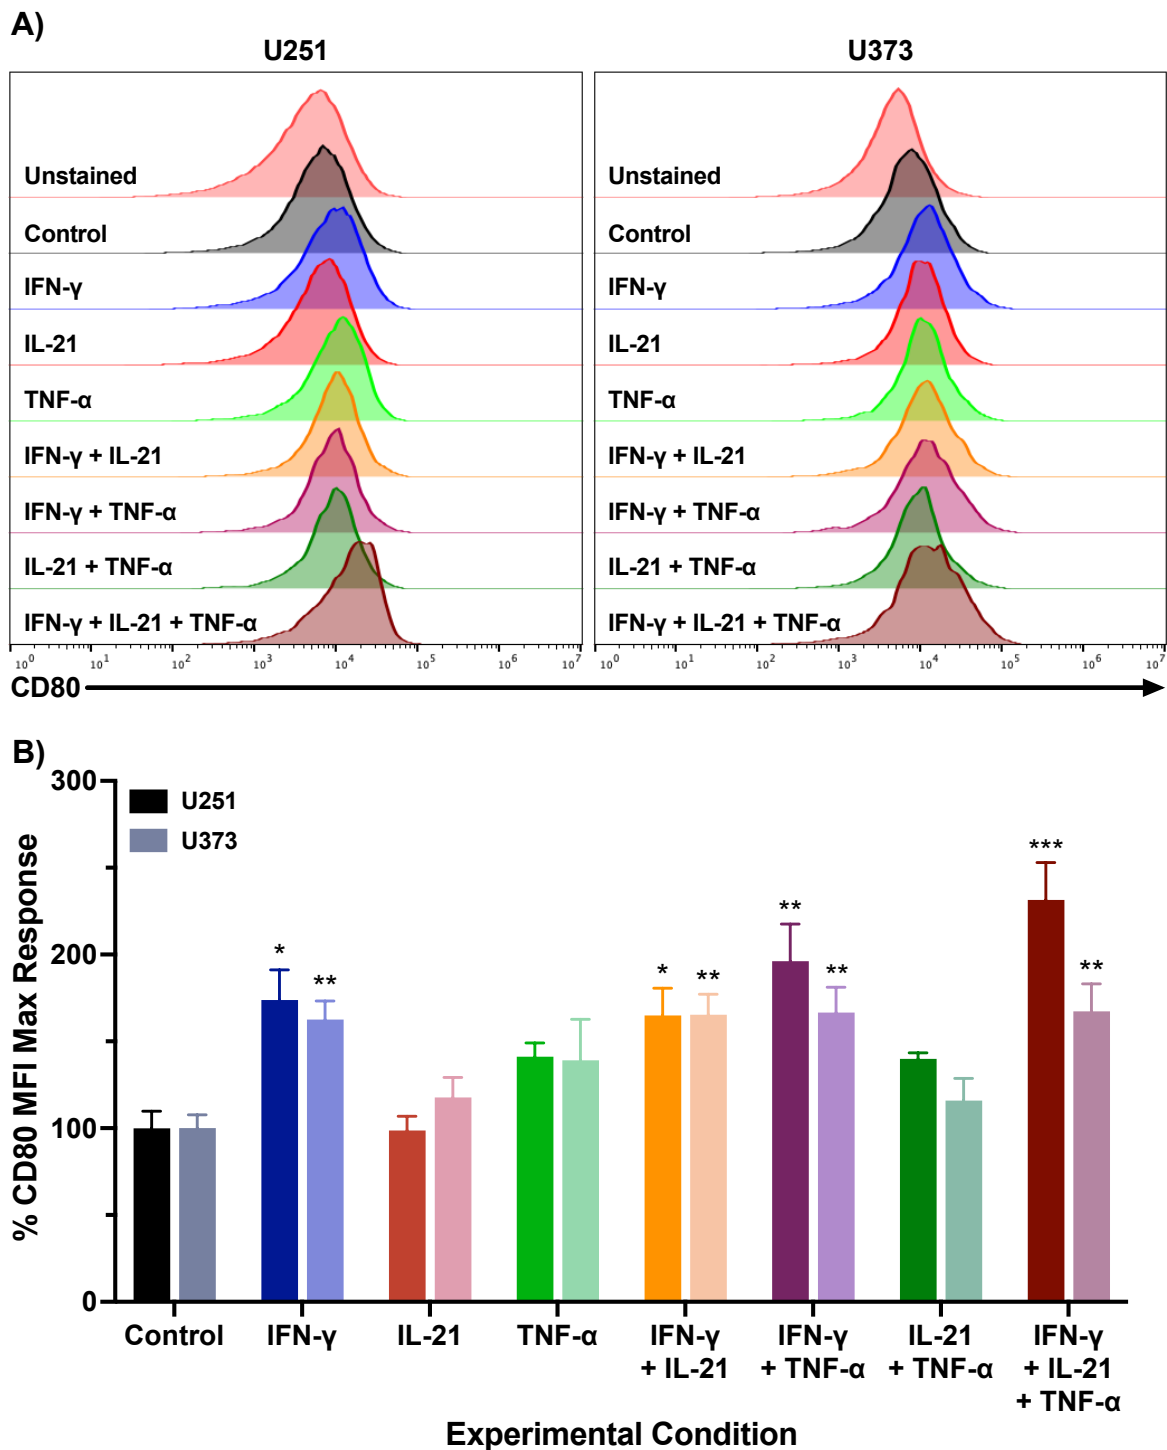 A)
U251
U373
Unstained
Control
IFN-γ
IL-21
TNF-α
IFN-γ + IL-21
IFN-γ + TNF-α
IL-21 + TNF-α
IFN-γ + IL-21 + TNF-α
10⁰ 10¹ 10² 10³ 10⁴ 10⁵ 10⁶ 10⁷
Unstained
Control
IFN-γ
IL-21
TNF-α
IFN-γ + IL-21
IFN-γ + TNF-α
IL-21 + TNF-α
IFN-γ + IL-21 + TNF-α
10⁰ 10¹ 10² 10³ 10⁴ 10⁵ 10⁶ 10⁷
CD80
B)
% CD80 MFI Max Response
300
200
100
0
U251
U373
* ** * ** ** ** *** **
Control
IFN-γ
IL-21
TNF-α
IFN-γ
+ IL-21
IFN-γ
+ TNF-α
IL-21
+ TNF-α
IFN-γ
+ IL-21
+ TNF-α
Experimental Condition